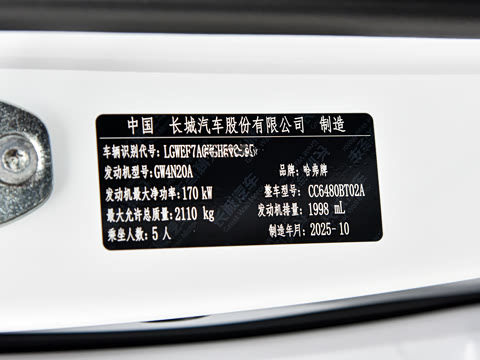 中国 长城汽车股份有限公司 制造
车辆识别代号: LGWEF7A
发动机型号: GW4N20A 品牌: 哈弗牌
发动机最大净功率: 170 kW 整车型号: CC6480BT02A
最大允许总质量: 2110 kg 发动机排量: 1998 mL
乘坐人数: 5 人 制造年月: 2025-10